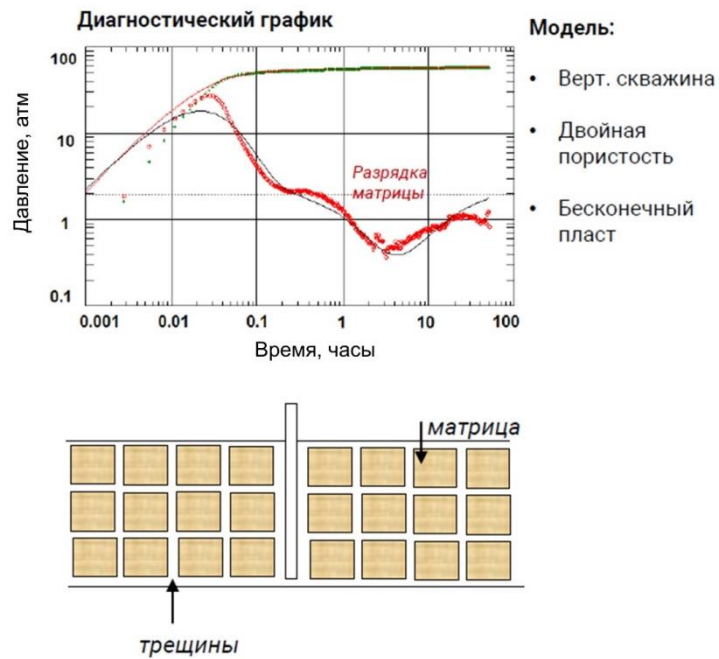 Диагностический график
Модель:
• Верт. скважина
• Двойная
пористость
• Бесконечный
пласт
Давление, атм
100
10
1
0.1
Разрядка
матрицы
0.001
0.01
0.1
1
10
100
Время, часы
матрица
трещины